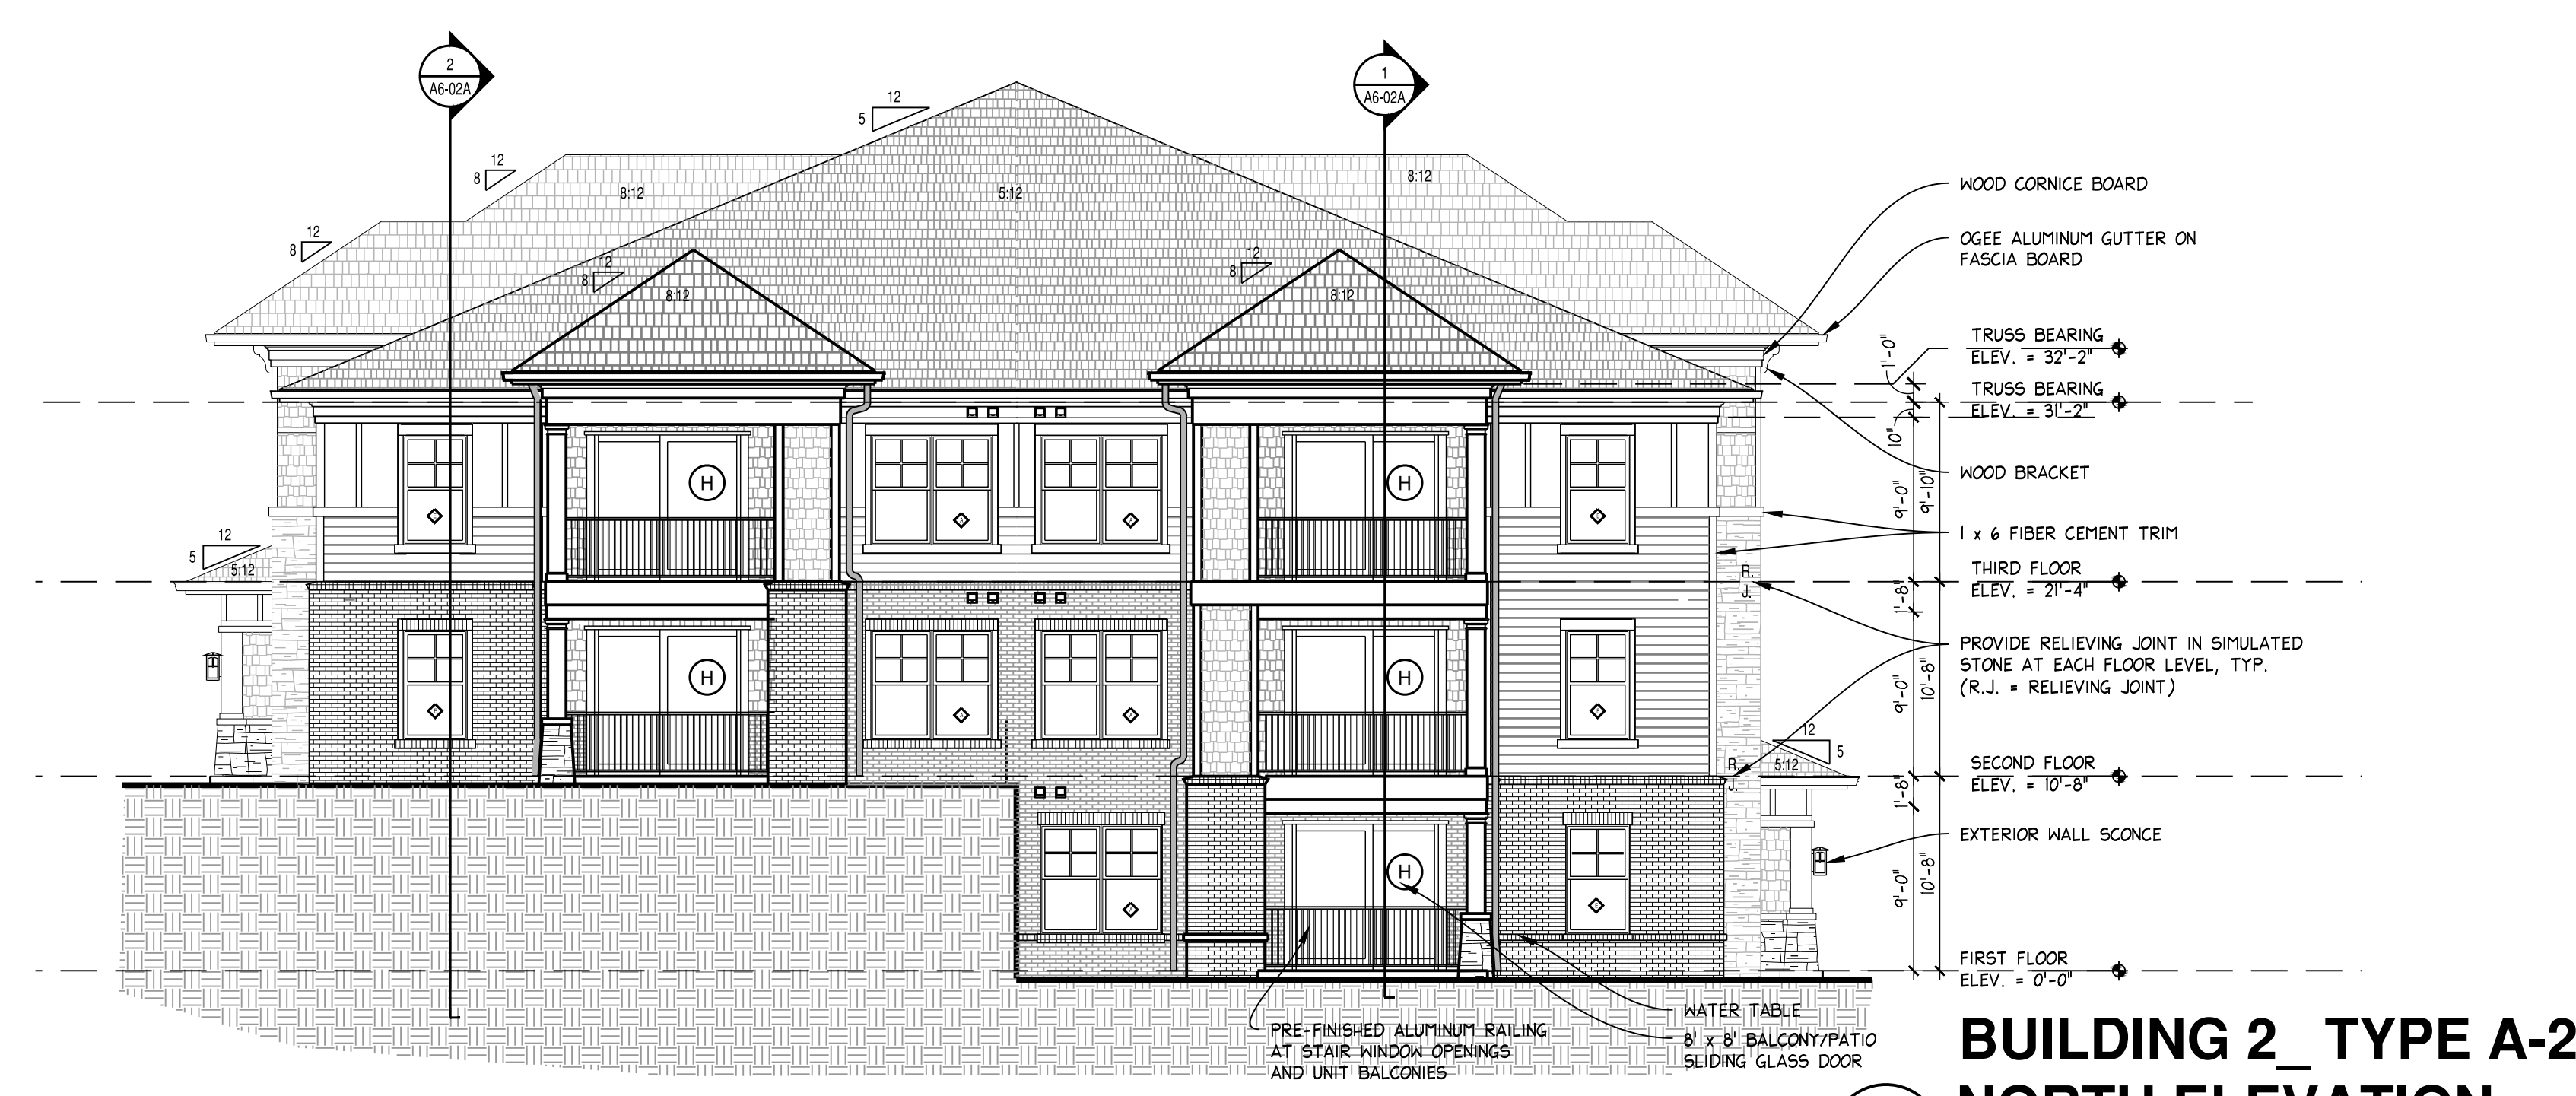 2
A6-02A
1
A6-02A
12
5
12
8
8:12
5:12
8:12
12
8
12
8
8:12
12
8
8:12
WOOD CORNICE BOARD
OGEE ALUMINUM GUTTER ON
FASCIA BOARD
1'-0"
TRUSS BEARING
ELEV. = 32'-2"
TRUSS BEARING
ELEV. = 31'-2"
10"
WOOD BRACKET
H
H
9'-0"
9'-10"
1 x 6 FIBER CEMENT TRIM
12
5
5:12
R.
J.
THIRD FLOOR
ELEV. = 21'-4"
1'-8"
PROVIDE RELIEVING JOINT IN SIMULATED
STONE AT EACH FLOOR LEVEL, TYP.
(R.J. = RELIEVING JOINT)
H
H
9'-0"
10'-8"
12
5
5:12
R.
J.
SECOND FLOOR
ELEV. = 10'-8"
1'-8"
EXTERIOR WALL SCONCE
H
9'-0"
10'-8"
FIRST FLOOR
ELEV. = 0'-0"
WATER TABLE
8' x 8' BALCONY/PATIO
SLIDING GLASS DOOR
PRE-FINISHED ALUMINUM RAILING
AT STAIR WINDOW OPENINGS
AND UNIT BALCONIES
BUILDING 2_ TYPE A-2
NORTH ELEVATION